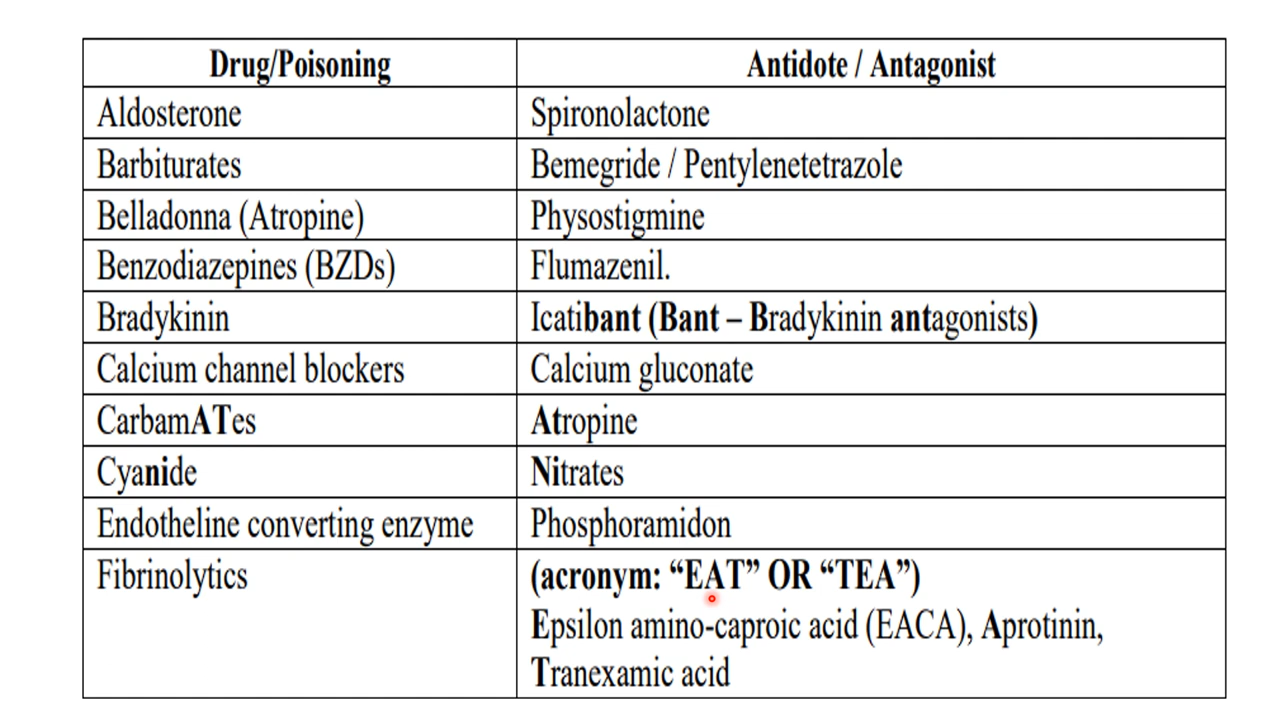 Drug/Poisoning Antidote / Antagonist
Aldosterone Spironolactone
Barbiturates Bemegride / Pentylenetetrazole
Belladonna (Atropine) Physostigmine
Benzodiazepines (BZDs) Flumazenil.
Bradykinin Icatibant (Bant – Bradykinin antagonists)
Calcium channel blockers Calcium gluconate
CarbamATes Atropine
Cyanide Nitrates
Endotheline converting enzyme Phosphoramidon
Fibrinolytics (acronym: “EAT” OR “TEA”)
Epsilon amino-caproic acid (EACA), Aprotinin,
Tranexamic acid